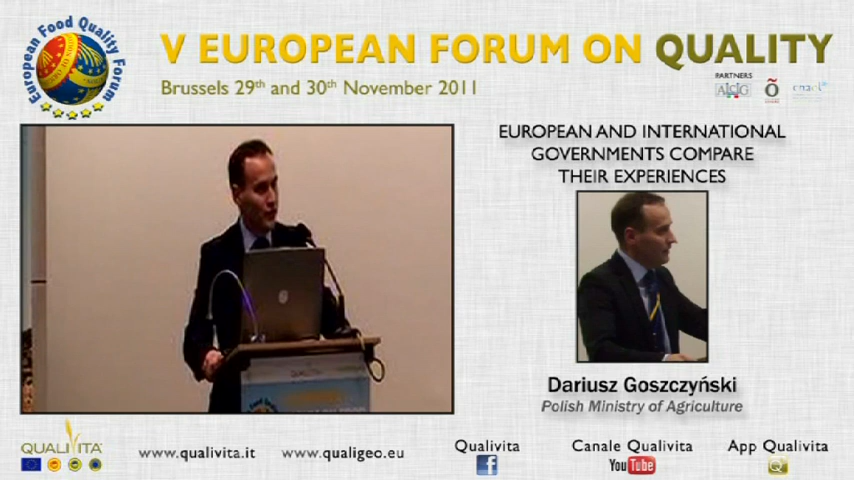 European Food Quality Forum
V EUROPEAN FORUM ON QUALITY
Brussels 29th and 30th November 2011
PARTNERS
EUROPEAN AND INTERNATIONAL
GOVERNMENTS COMPARE
THEIR EXPERIENCES
Dariusz Goszczyński
Polish Ministry of Agriculture
QUALIVITA
www.qualivita.it
www.qualigeo.eu
Qualivita
f
Canale Qualivita
YouTube
App Qualivita
Q